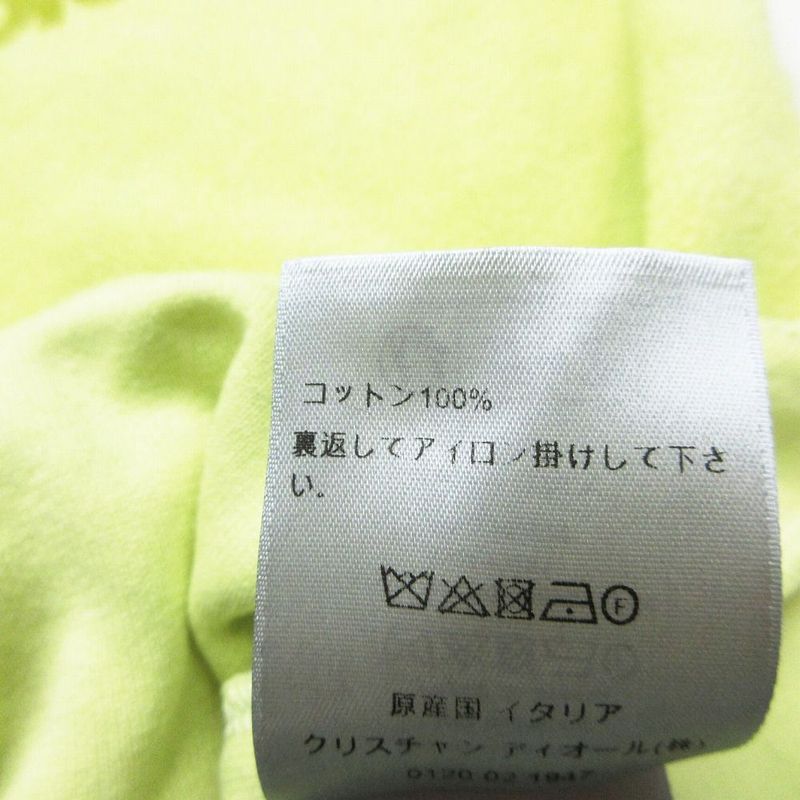 コットン100%
裏返してアイロン掛けして下さ
い。
F
原産国 イタリア
クリスチャン ディオール(株)
0120 02 1947